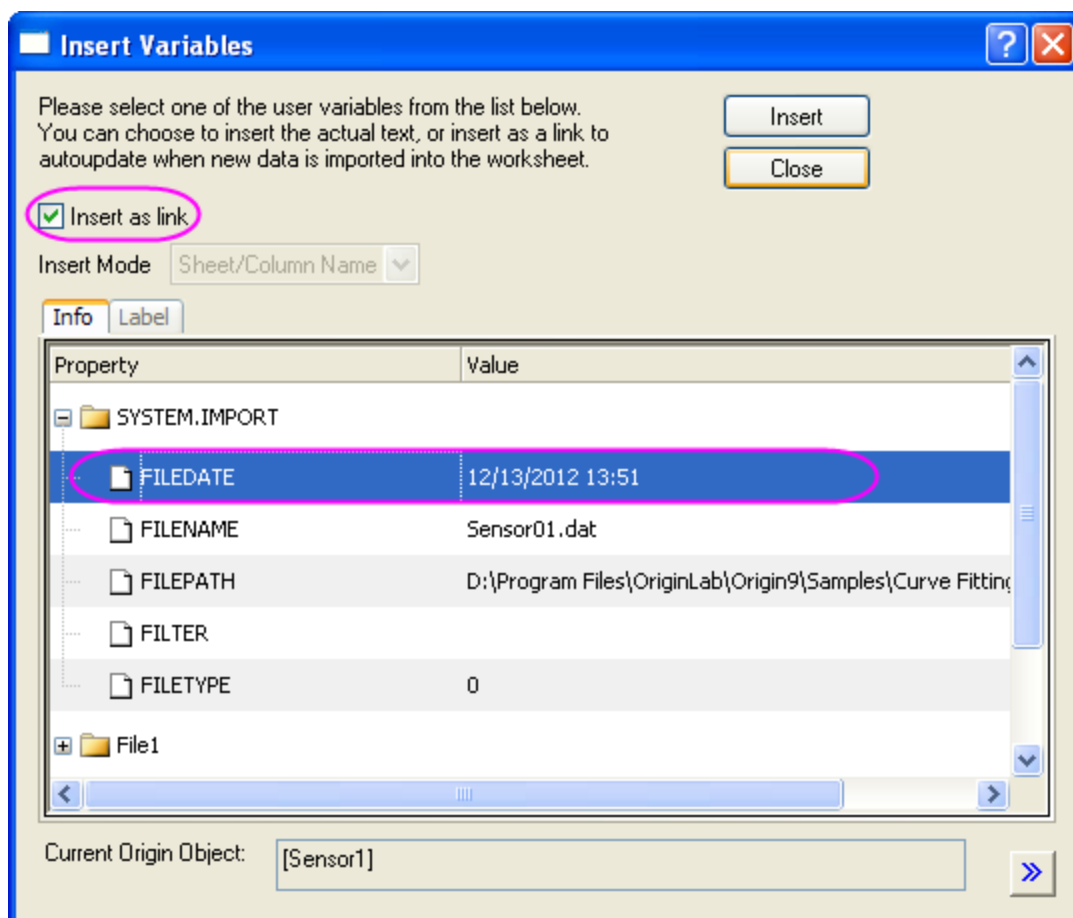 Insert Variables
Please select one of the user variables from the list below.
You can choose to insert the actual text, or insert as a link to
autoupdate when new data is imported into the worksheet.
Insert
Close
Insert as link
Insert Mode Sheet/Column Name
Info Label
Property Value
SYSTEM.IMPORT
FILEDATE 12/13/2012 13:51
FILENAME Sensor01.dat
FILEPATH D:\Program Files\OriginLab\Origin9\Samples\Curve Fitting
FILTER
FILETYPE 0
File1
Current Origin Object: [Sensor1]